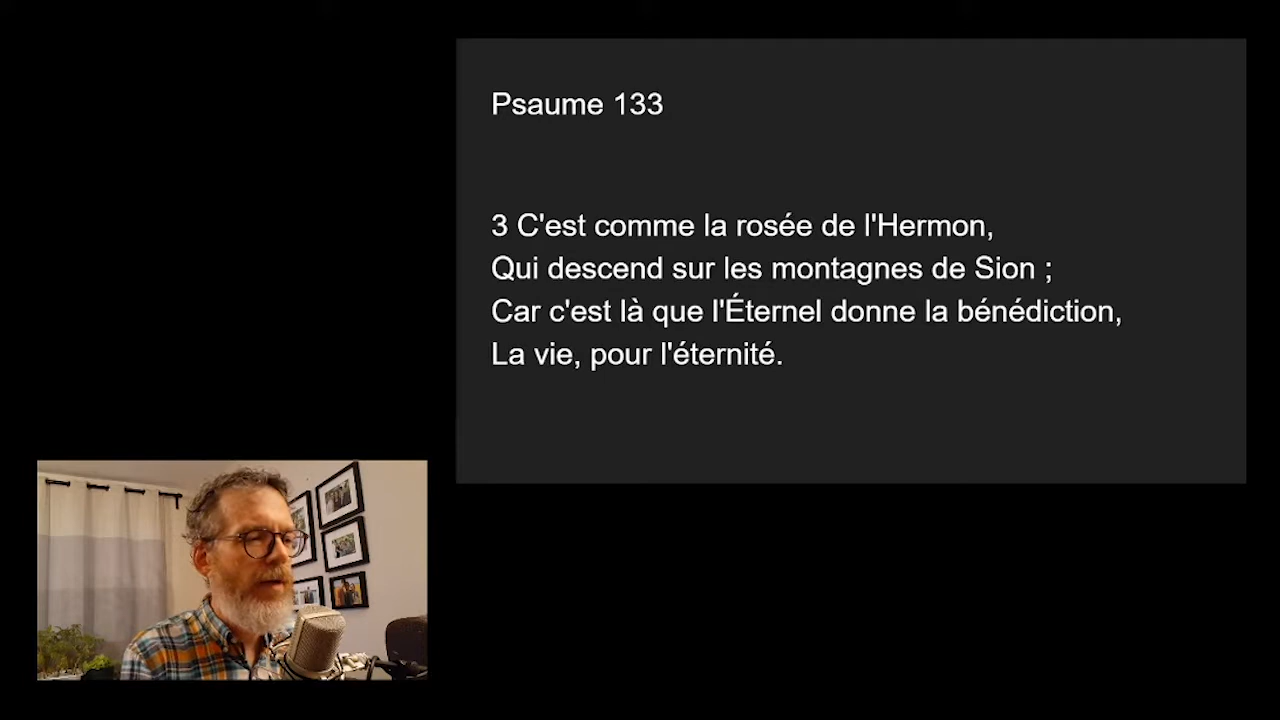 Psaume 133
3 C'est comme la rosée de l'Hermon,
Qui descend sur les montagnes de Sion ;
Car c'est là que l'Éternel donne la bénédiction,
La vie, pour l'éternité.